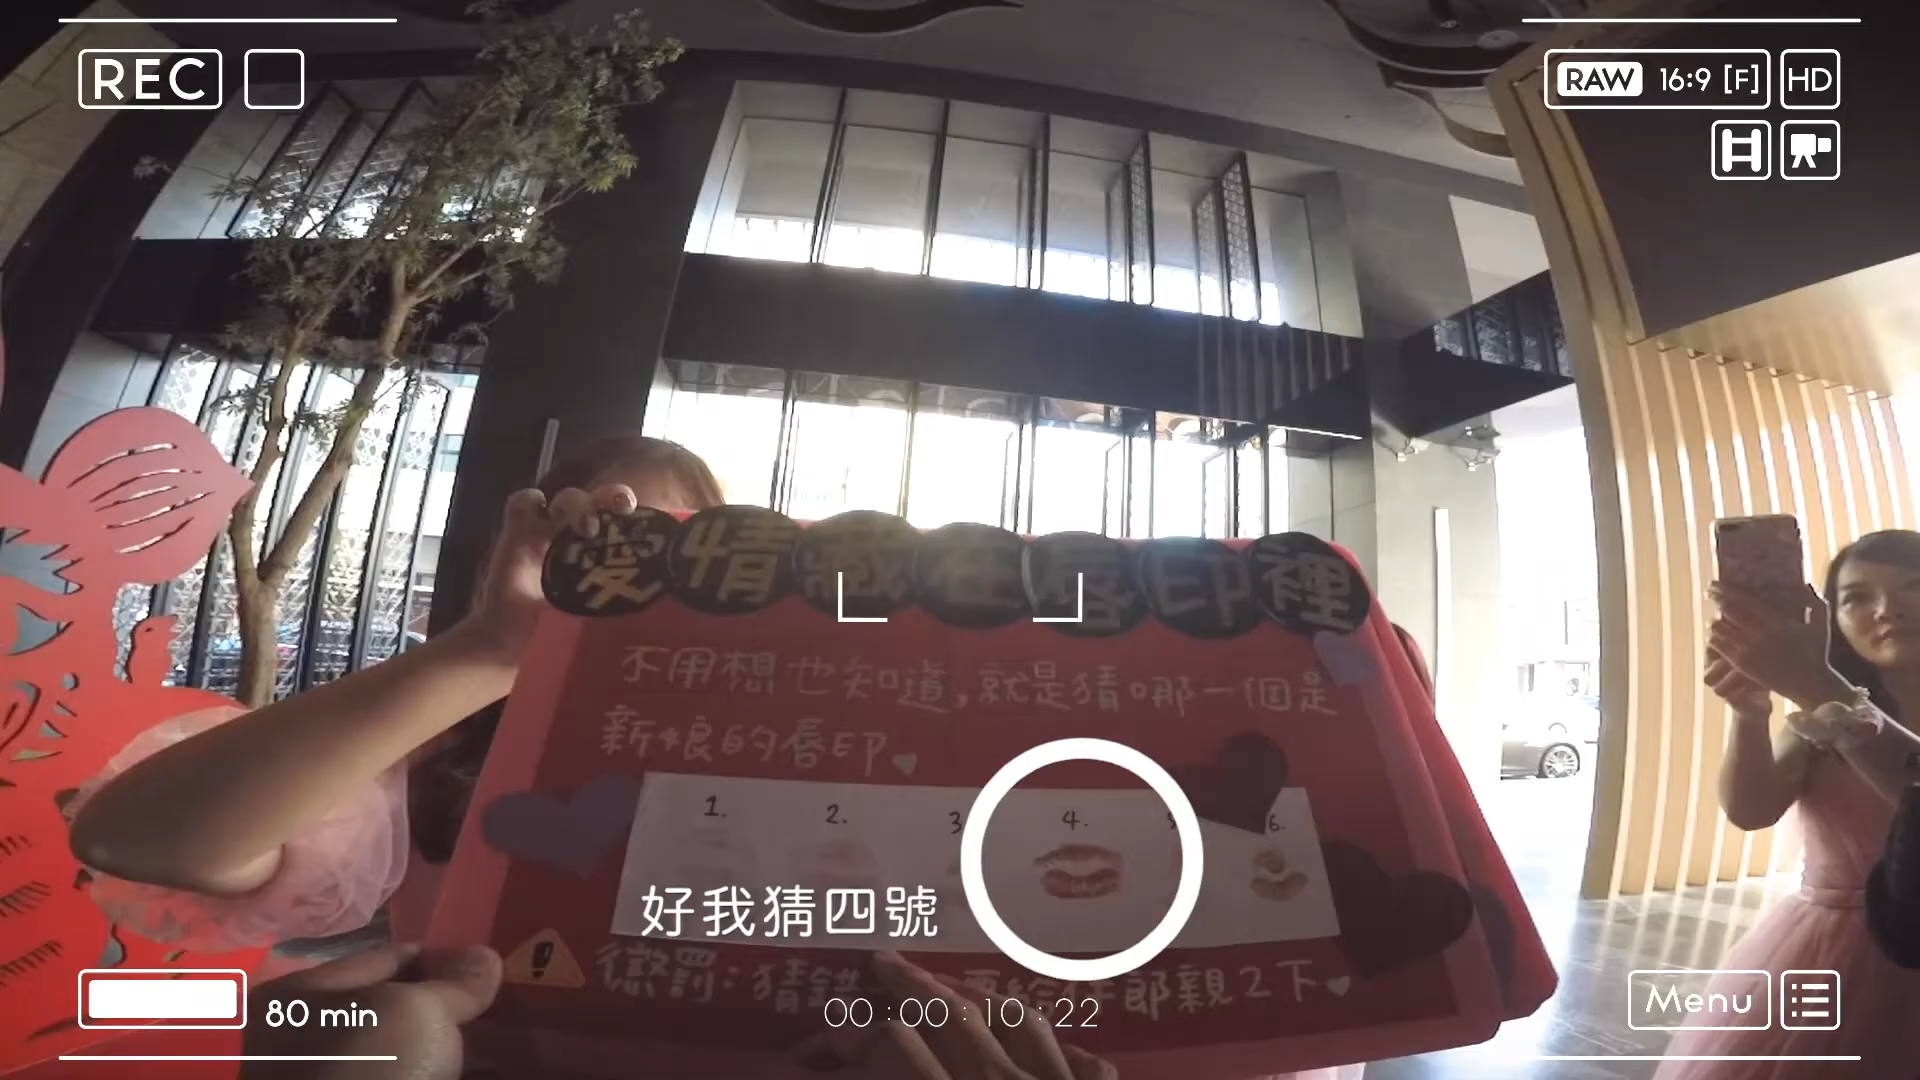 REC
RAW 16:9 [F] HD
愛情藏在唇印裡
不用想也知道,就是猜哪一個是
新娘的唇印
1. 2. 3 4. 5 6.
好我猜四號
懲罰:猜錯 郎親2下
80 min
00:00:10:22
Menu